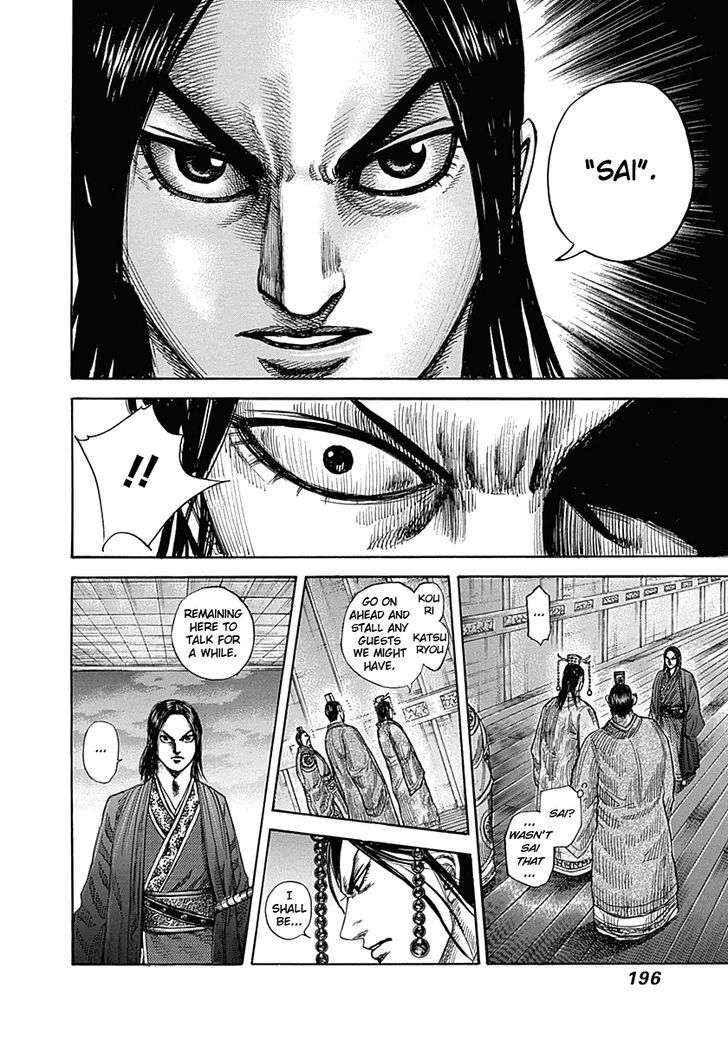 "SAI".
!!
...
SAI?
...
WASN'T
SAI
THAT
...
KOU
RI
KATSU
RYOU
GO ON
AHEAD AND
STALL ANY
GUESTS
WE MIGHT
HAVE.
I
SHALL
BE...
REMAINING
HERE TO
TALK FOR
A WHILE.
...
196